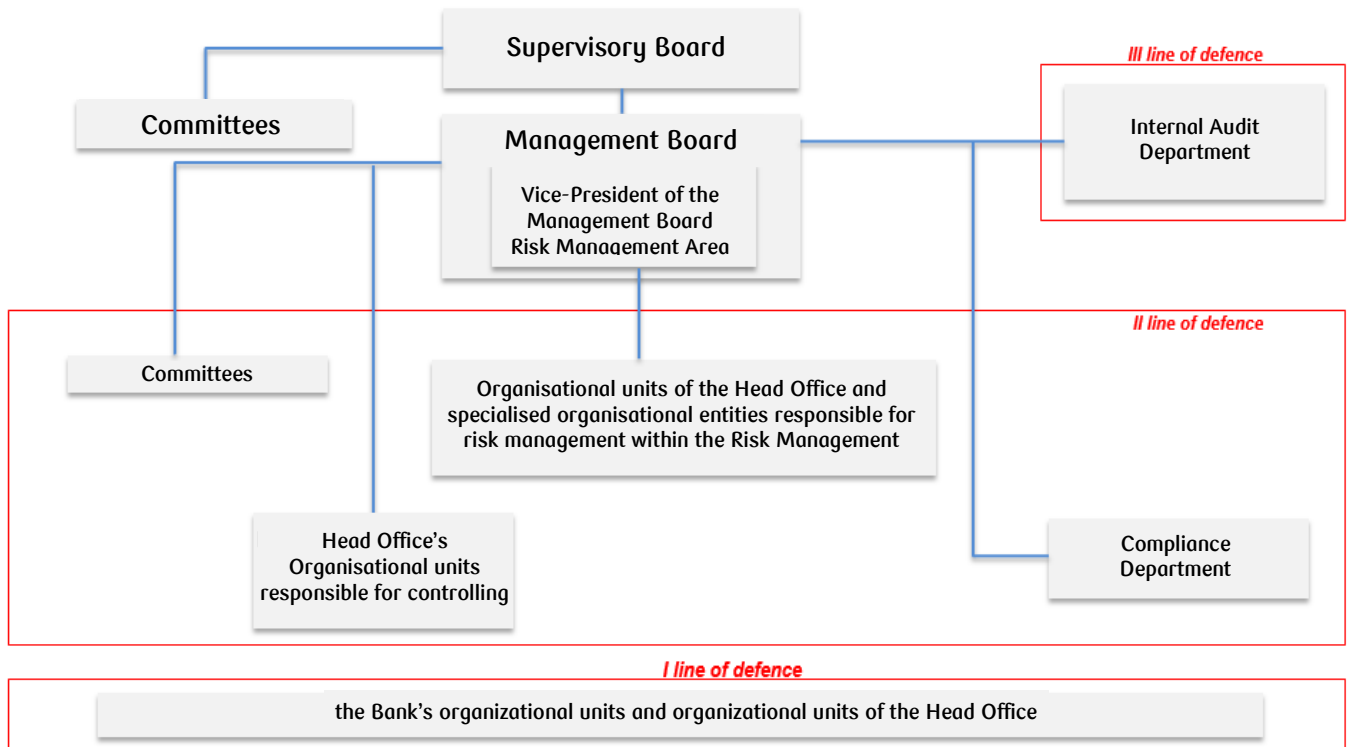 Supervisory Board
III line of defence
Committees
Internal Audit
Department
Management Board
Vice-President of the
Management Board
Risk Management Area
II line of defence
Committees
Organisational units of the Head Office and
specialised organisational entities responsible for
risk management within the Risk Management
Head Office's
Organisational units
responsible for controlling
Compliance
Department
I line of defence
the Bank's organizational units and organizational units of the Head Office